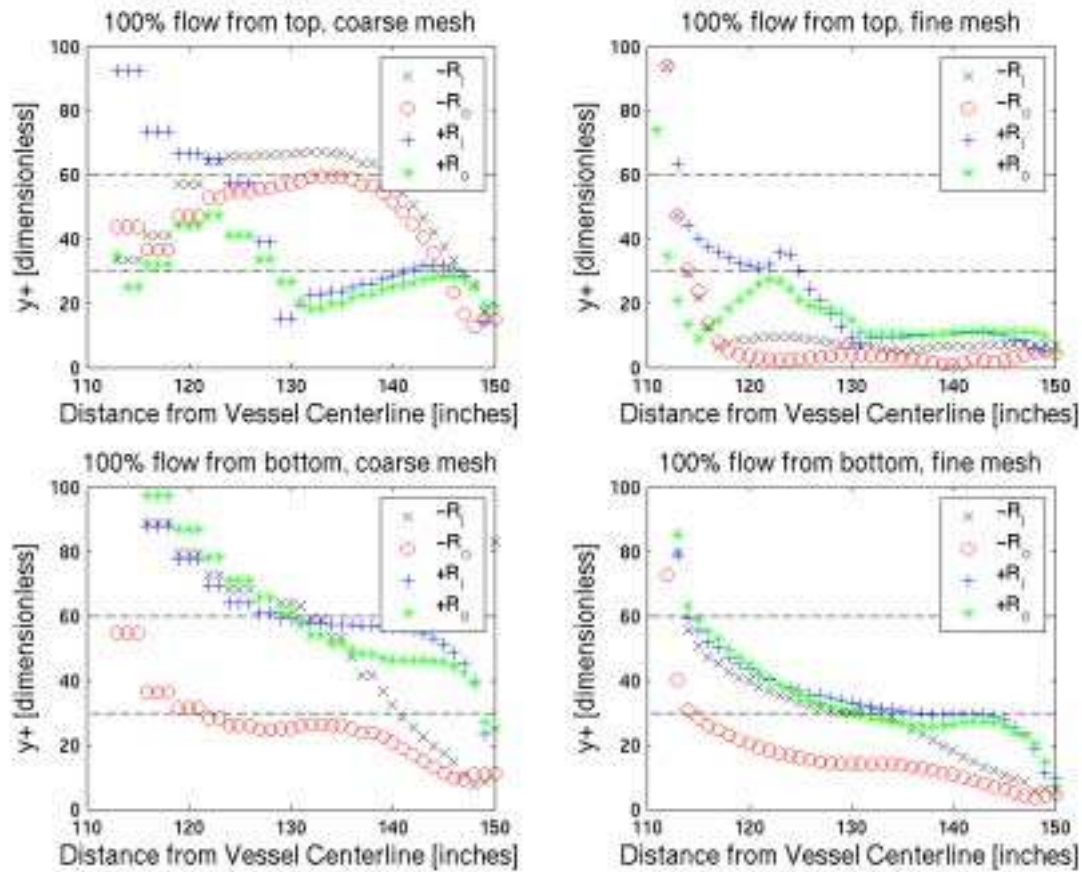 100% flow from top, coarse mesh
100
80
60
40
20
0
y+ [dimensionless]
110 120 130 140 150
Distance from Vessel Centerline [inches]
−Ri
−Ro
+Ri
+Ro
100% flow from top, fine mesh
100
80
60
40
20
0
y+ [dimensionless]
110 120 130 140 150
Distance from Vessel Centerline [inches]
−Ri
−Ro
+Ri
+Ro
100% flow from bottom, coarse mesh
100
80
60
40
20
0
y+ [dimensionless]
110 120 130 140 150
Distance from Vessel Centerline [inches]
−Ri
−Ro
+Ri
+Ro
100% flow from bottom, fine mesh
100
80
60
40
20
0
y+ [dimensionless]
110 120 130 140 150
Distance from Vessel Centerline [inches]
−Ri
−Ro
+Ri
+Ro